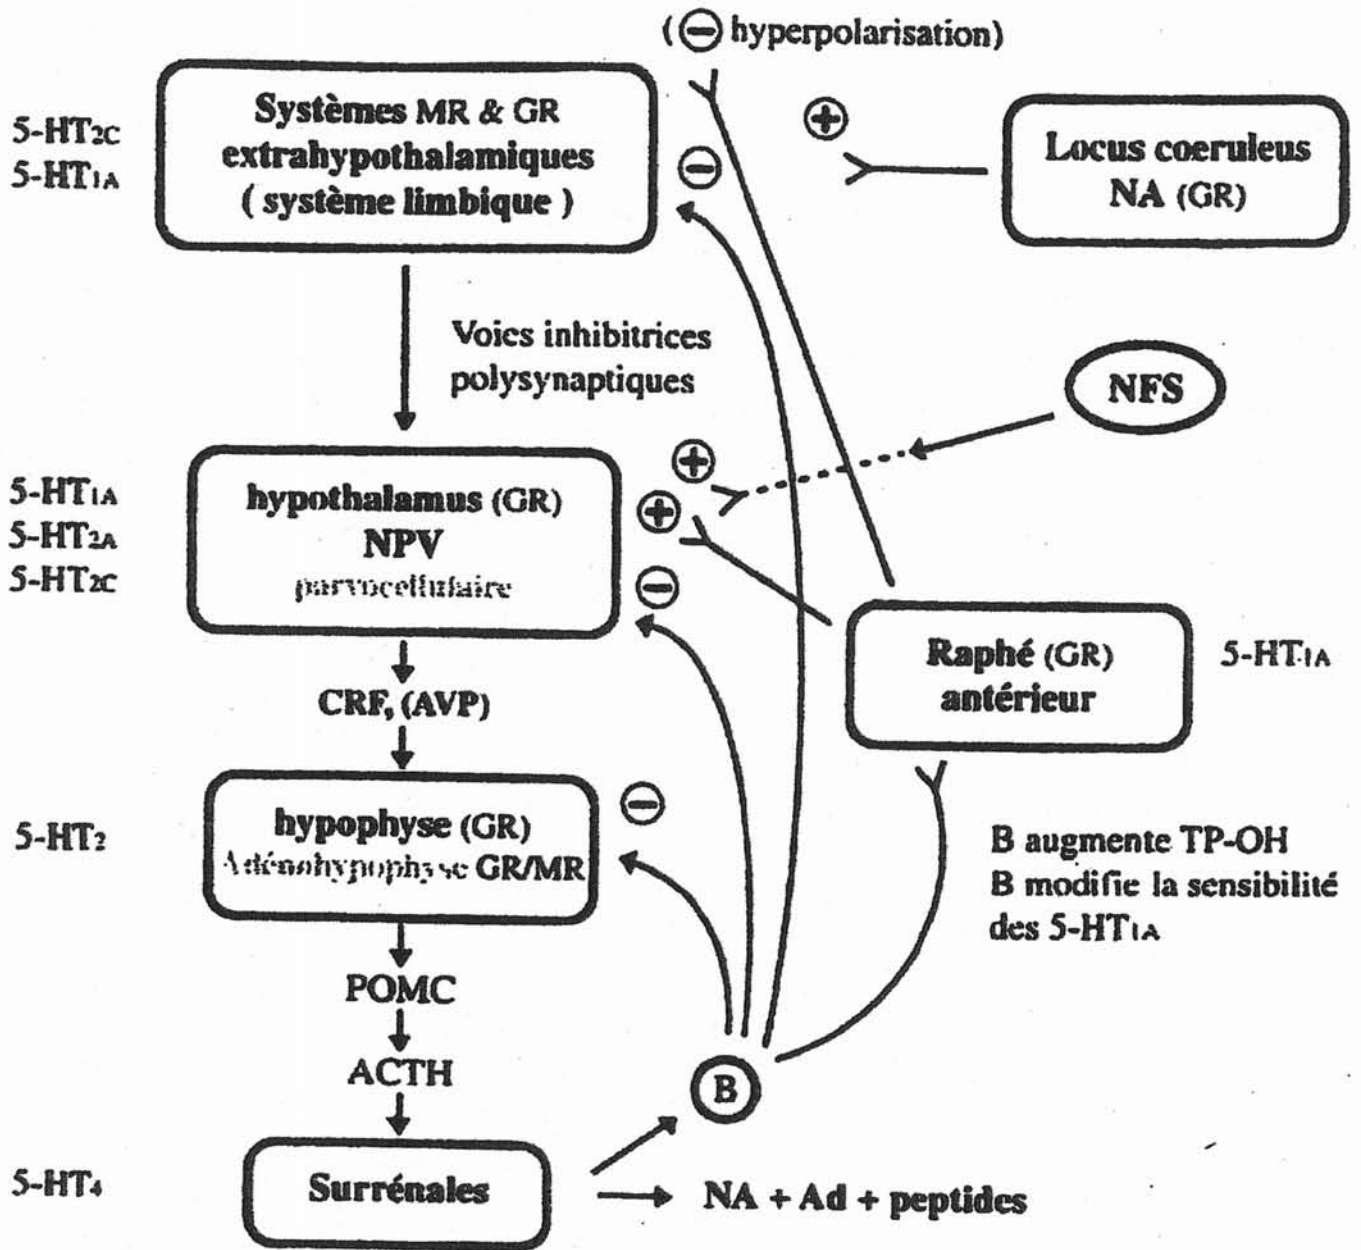 (⊖ hyperpolarisation)
5-HT2C
5-HT1A
Systèmes MR & GR
extrahypothalamiques
( système limbique )
⊖
⊕
Locus coeruleus
NA (GR)
Voies inhibitrices
polysynaptiques
NFS
5-HT1A
5-HT2A
5-HT2C
hypothalamus (GR)
NPV
parvocellulaire
⊕
⊕
⊖
Raphé (GR)
antérieur
5-HT1A
CRF, (AVP)
5-HT2
hypophyse (GR)
Adénohypophyse GR/MR
⊖
B augmente TP-OH
B modifie la sensibilité
des 5-HT1A
POMC
ACTH
B
5-HT4
Surrénales
NA + Ad + peptides